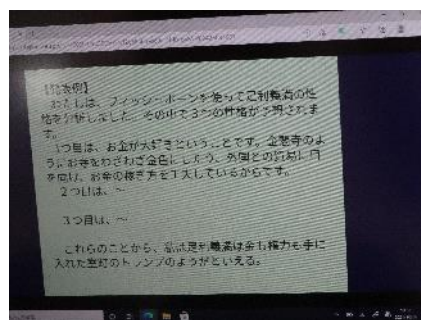 【発表例】
わたしは、フィッシュボーンを使って足利義満の性
格を分析しました。その中で3つの性格が予想されま
す。
1つ目は、お金が大好きということです。金閣寺のよ
うにお寺をわざわざ金色にしたり、外国との貿易に目
を向け、お金の稼ぎ方を工夫しているからです。
2つ目は、～
3つ目は、～
これらのことから、私は足利義満は金も権力も手に
入れた室町のトランプのようだといえる。